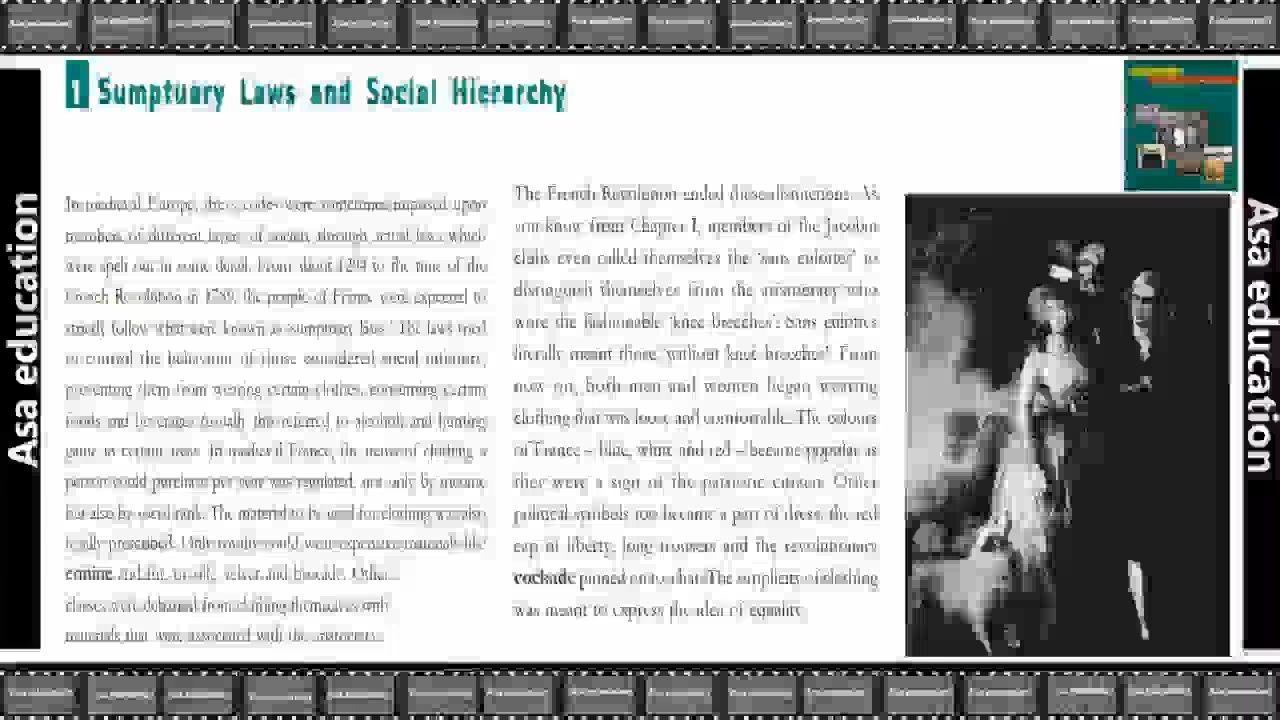 1 Sumptuary Laws and Social Hierarchy
In medieval Europe, dress codes were sometimes imposed upon
members of different layers of society through actual laws which
were spelt out in some detail. From about 1294 to the time of the
French Revolution in 1789, the people of France were expected to
strictly follow what were known as 'sumptuary laws.' The laws tried
to control the behaviour of those considered social inferiors,
preventing them from wearing certain clothes, consuming certain
foods and beverages (usually this referred to alcohol) and hunting
game in certain areas. In medieval France, the items of clothing a
person could purchase per year was regulated, not only by income
but also by social rank. The material to be used for clothing was also
legally prescribed. Only royalty could wear expensive materials like
ermine and fur, or silk, velvet and brocade. Other
classes were debarred from clothing themselves with
materials that were associated with the aristocracy.
The French Revolution ended these distinctions. As
you know from Chapter I, members of the Jacobin
clubs even called themselves the 'sans culottes' to
distinguish themselves from the aristocracy who
wore the fashionable 'knee breeches'. Sans culottes
literally meant those 'without knee breeches'. From
now on, both men and women began wearing
clothing that was loose and comfortable. The colours
of France – blue, white and red – became popular as
they were a sign of the patriotic citizen. Other
political symbols too became a part of dress: the red
cap of liberty, long trousers and the revolutionary
cockade pinned on to a hat. The simplicity of clothing
was meant to express the idea of equality.
Asa education
Asa education